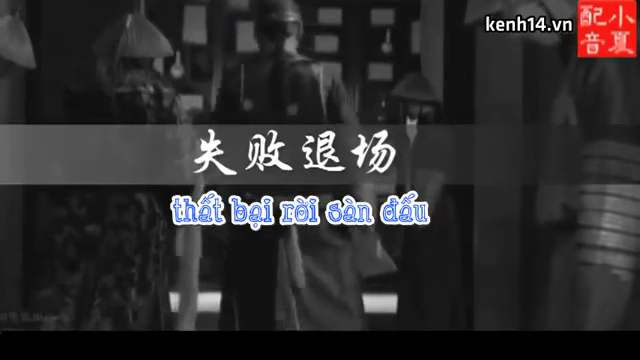 kenh14.vn
小夏
配音
失败退场
thất bại rời sàn đấu